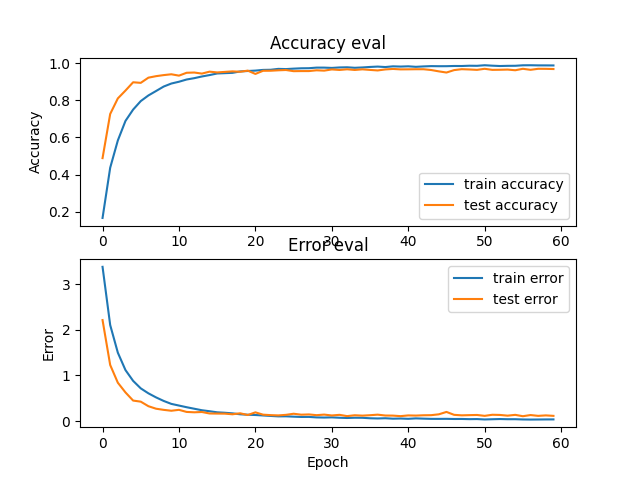 Accuracy eval
1.0
0.8
0.6
0.4
0.2
Accuracy
train accuracy
test accuracy
0 10 20 30 40 50 60
Error eval
3
2
1
0
Error
train error
test error
0 10 20 30 40 50 60
Epoch